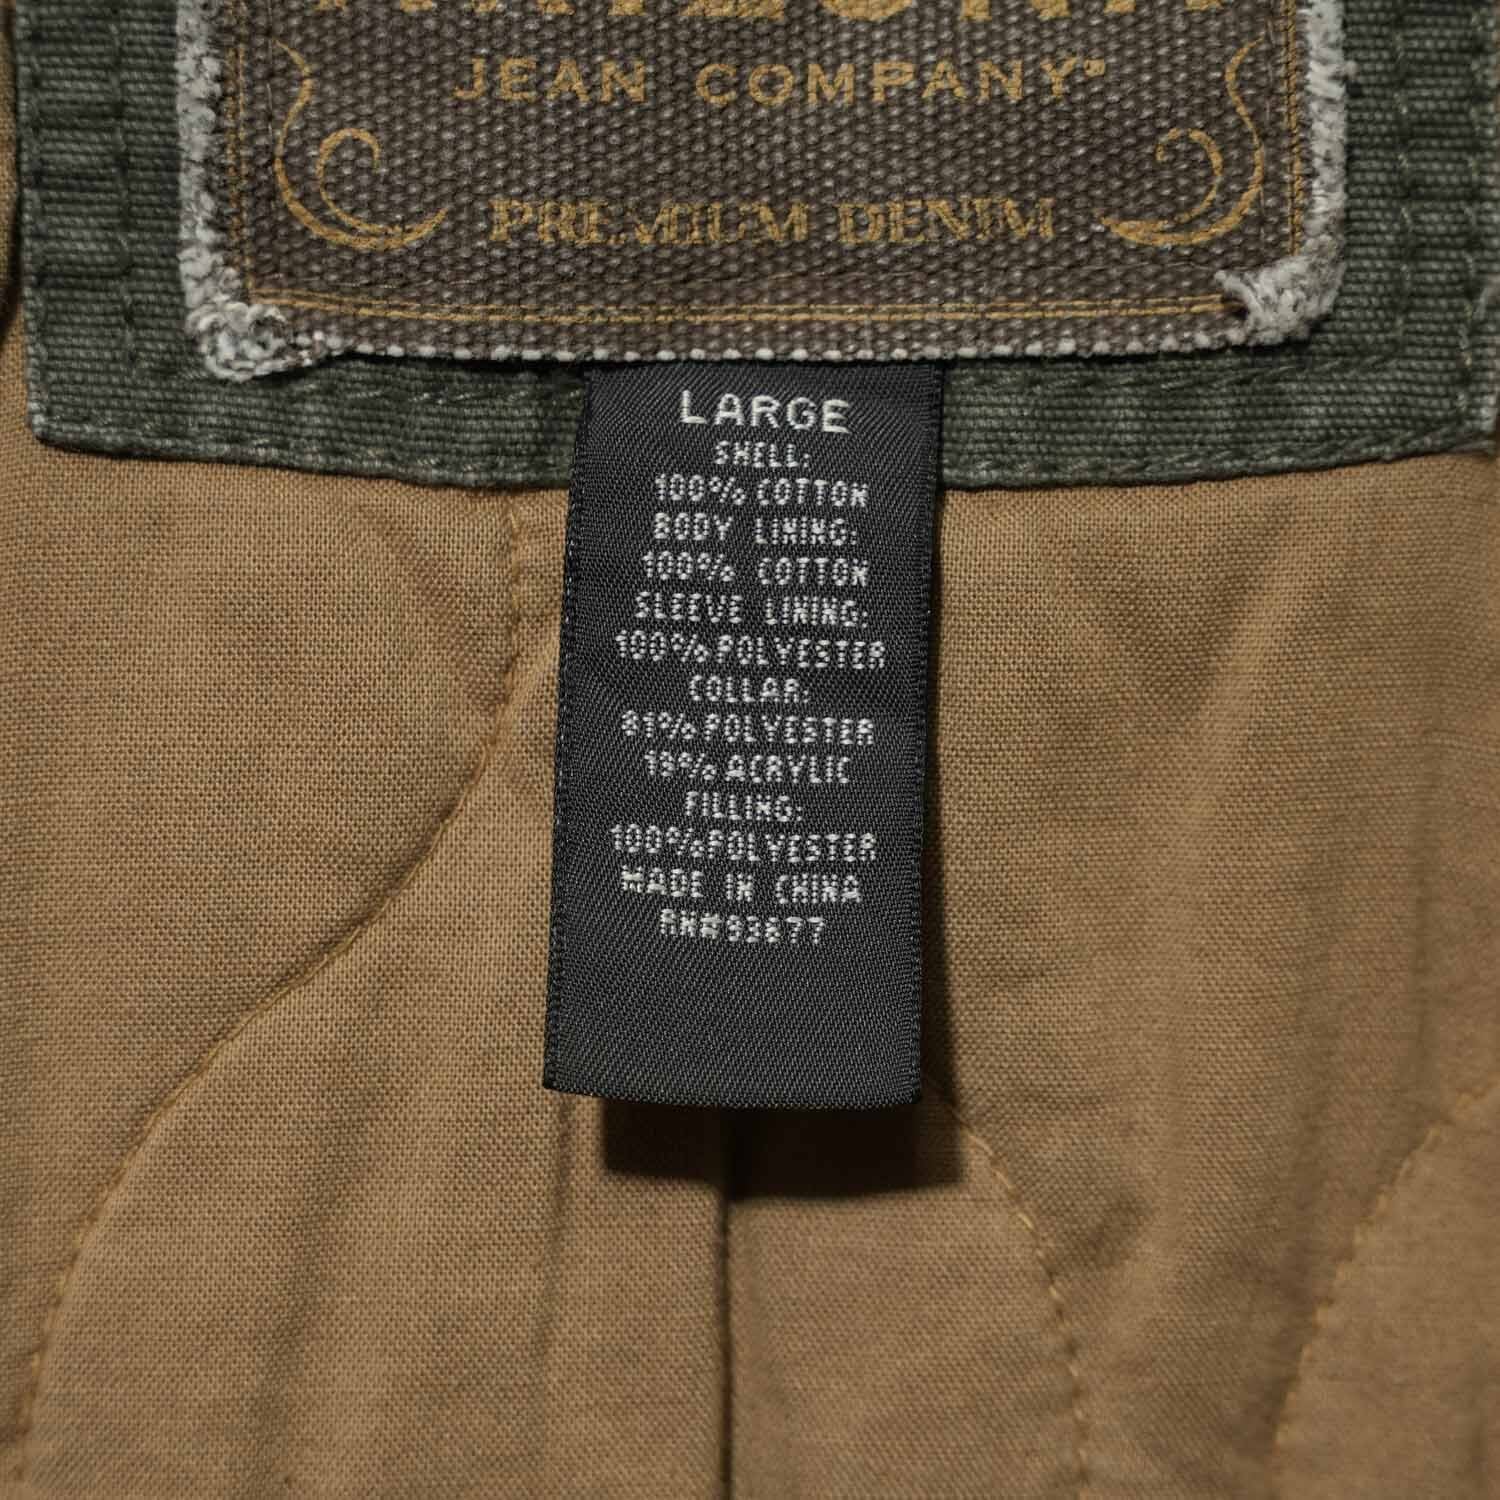 JEAN COMPANY®
PREMIUM DENIM
LARGE
SHELL:
100% COTTON
BODY LINING:
100% COTTON
SLEEVE LINING:
100% POLYESTER
COLLAR:
81% POLYESTER
19% ACRYLIC
FILLING:
100% POLYESTER
MADE IN CHINA